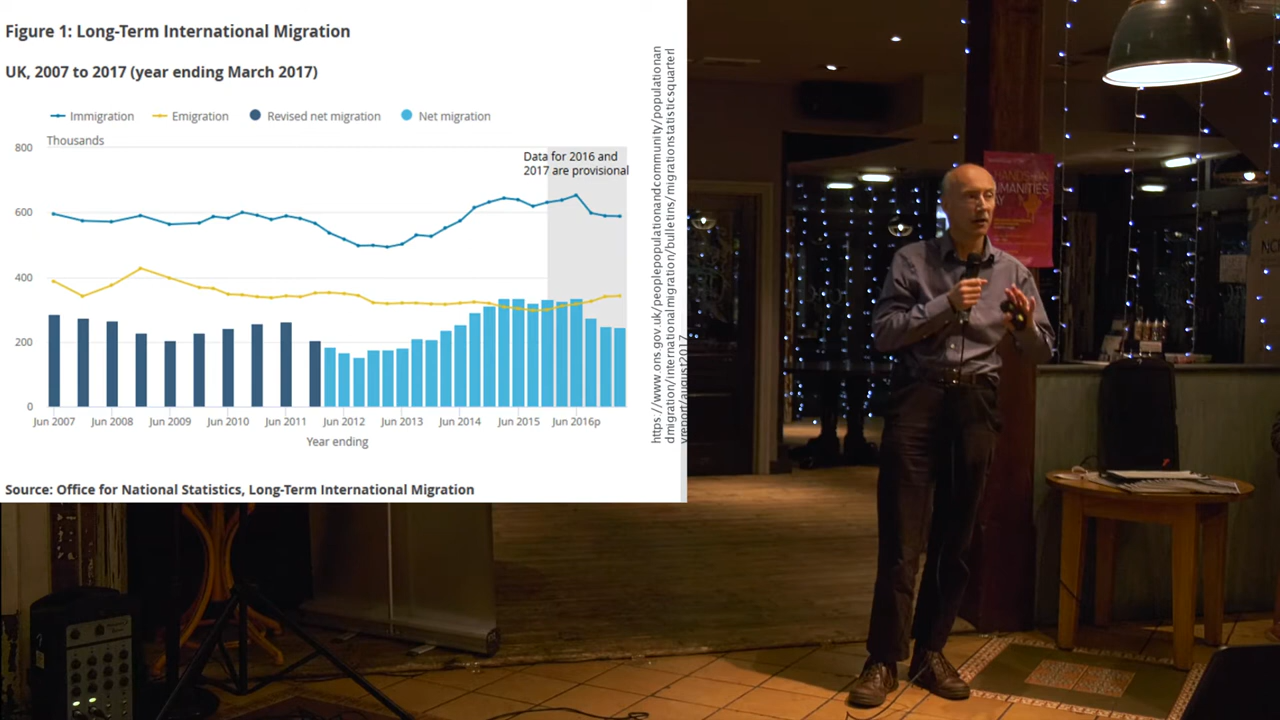 Figure 1: Long-Term International Migration
UK, 2007 to 2017 (year ending March 2017)
Immigration Emigration Revised net migration Net migration
Thousands
Data for 2016 and
2017 are provisional
800
600
400
200
0
Jun 2007 Jun 2008 Jun 2009 Jun 2010 Jun 2011 Jun 2012 Jun 2013 Jun 2014 Jun 2015 Jun 2016p
Year ending
Source: Office for National Statistics, Long-Term International Migration
https://www.ons.gov.uk/peoplepopulationandcommunity/populationan
dmigration/internationalmigration/bulletins/migrationstatisticsquarterl
yreport/august2017